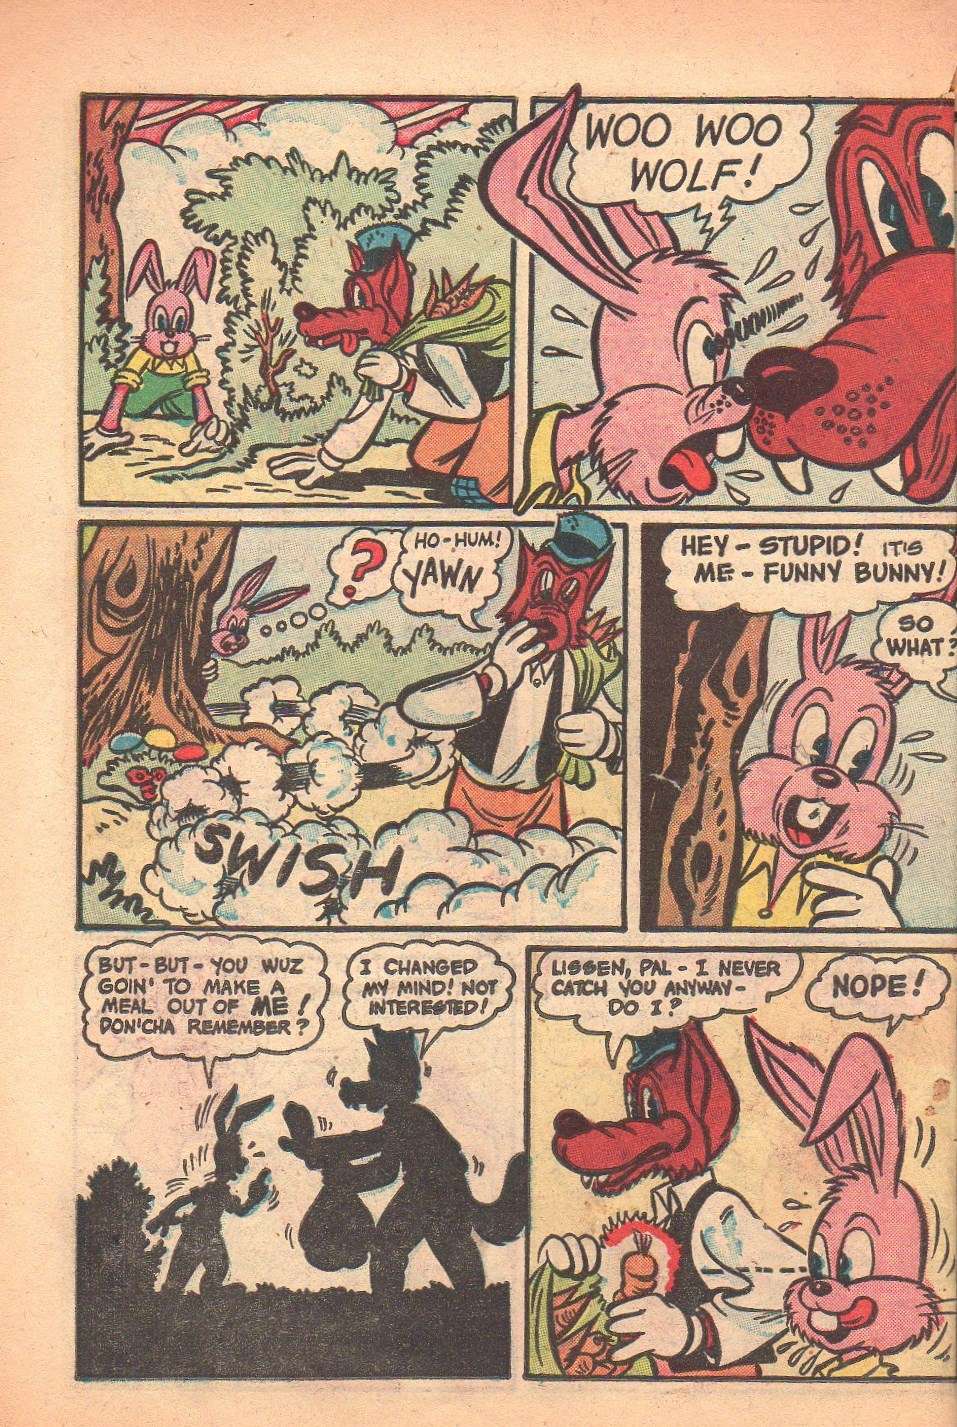 WOO WOO
WOLF!
?
HO-HUM!
YAWN
SWISH
HEY-STUPID! IT'S
ME-FUNNY BUNNY!
SO
WHAT?
BUT-BUT-YOU WUZ
GOIN' TO MAKE A
MEAL OUT OF ME!
DON'CHA REMEMBER?
I CHANGED
MY MIND! NOT
INTERESTED!
LISSEN, PAL-I NEVER
CATCH YOU ANYWAY-
DO I?
NOPE!